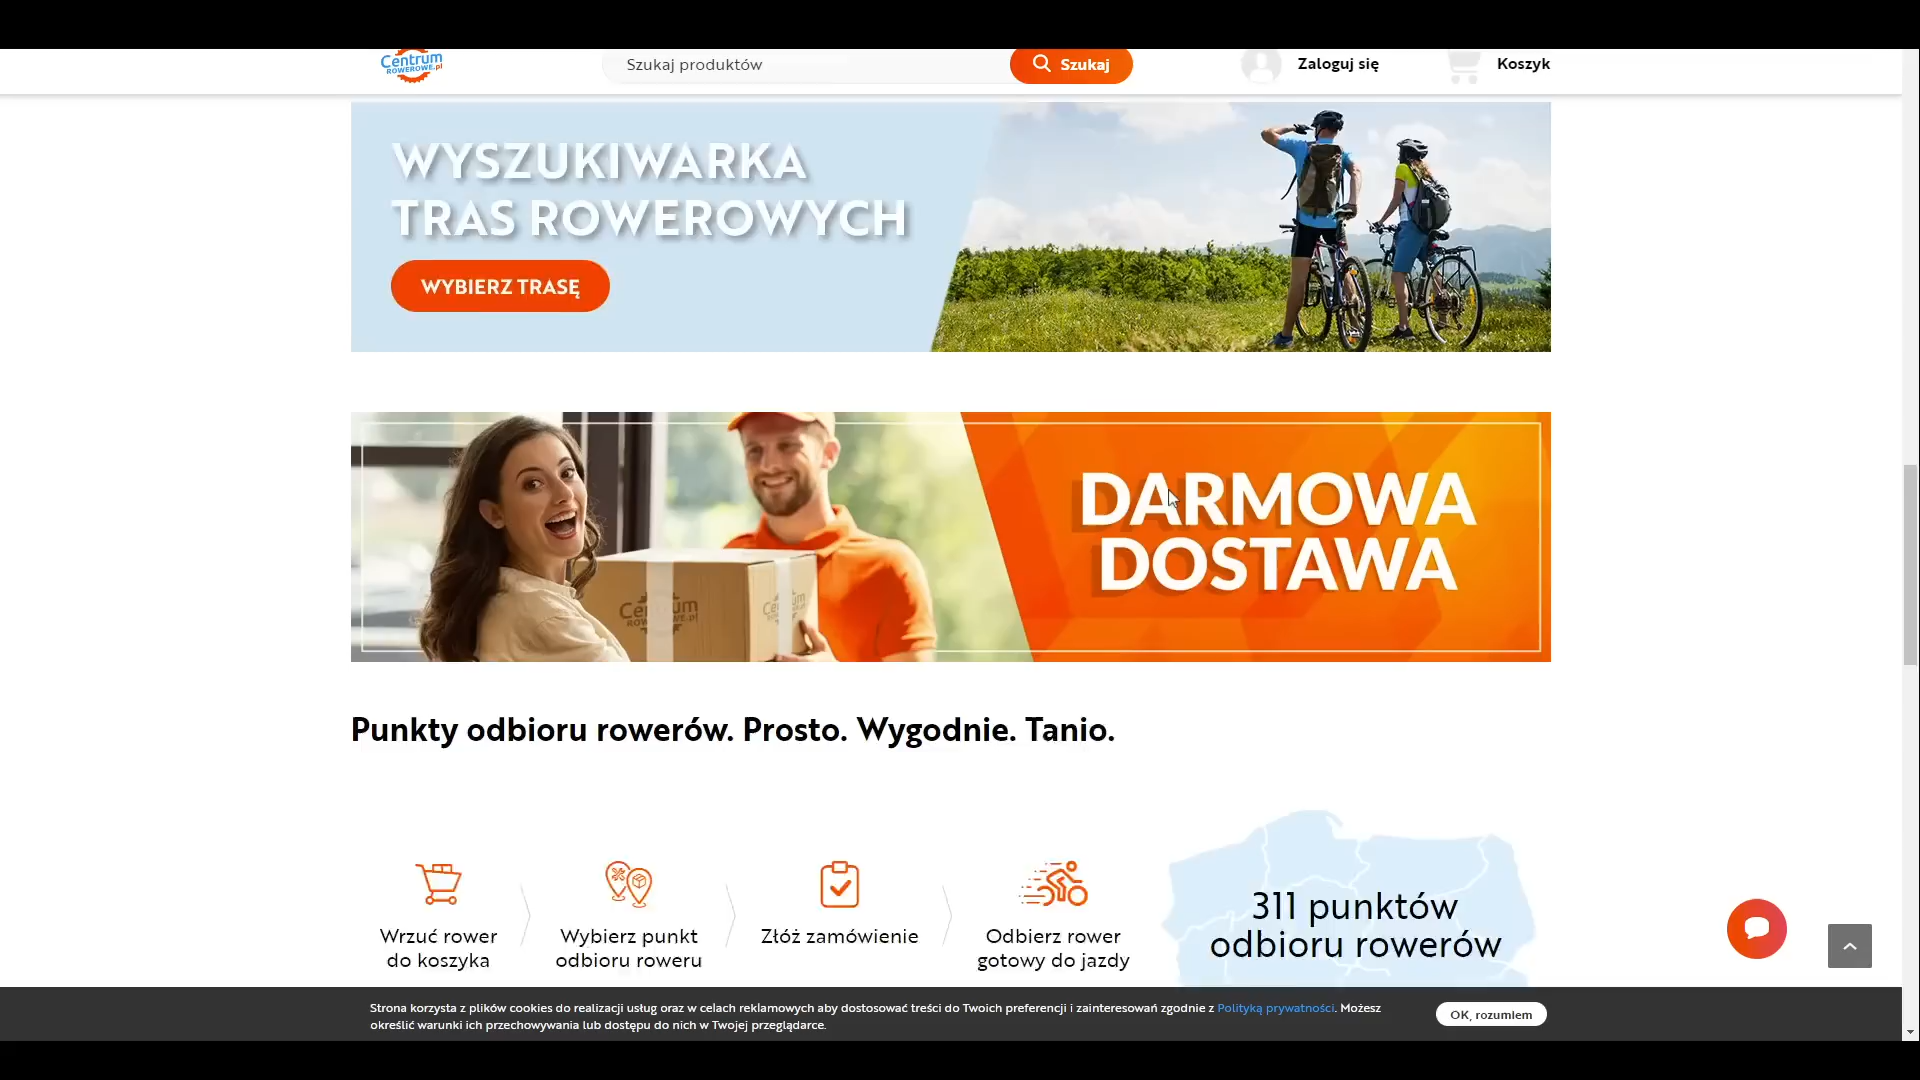 Centrum
ROWEROWE.pl
Szukaj produktów
Szukaj
Zaloguj się
Koszyk
WYSZUKIWARKA
TRAS ROWEROWYCH
WYBIERZ TRASĘ
DARMOWA
DOSTAWA
Centrum
ROWEROWE.pl
Punkty odbioru rowerów. Prosto. Wygodnie. Tanio.
Wrzuć rower
do koszyka
Wybierz punkt
odbioru roweru
Złóż zamówienie
Odbierz rower
gotowy do jazdy
311 punktów
odbioru rowerów
Strona korzysta z plików cookies do realizacji usług oraz w celach reklamowych aby dostosować treści do Twoich preferencji i zainteresowań zgodnie z Polityką prywatności. Możesz
określić warunki ich przechowywania lub dostępu do nich w Twojej przeglądarce.
OK, rozumiem